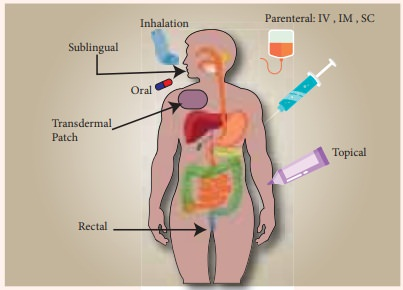 Inhalation
Parenteral: IV , IM , SC
Sublingual
Oral
Transdermal
Patch
Topical
Rectal